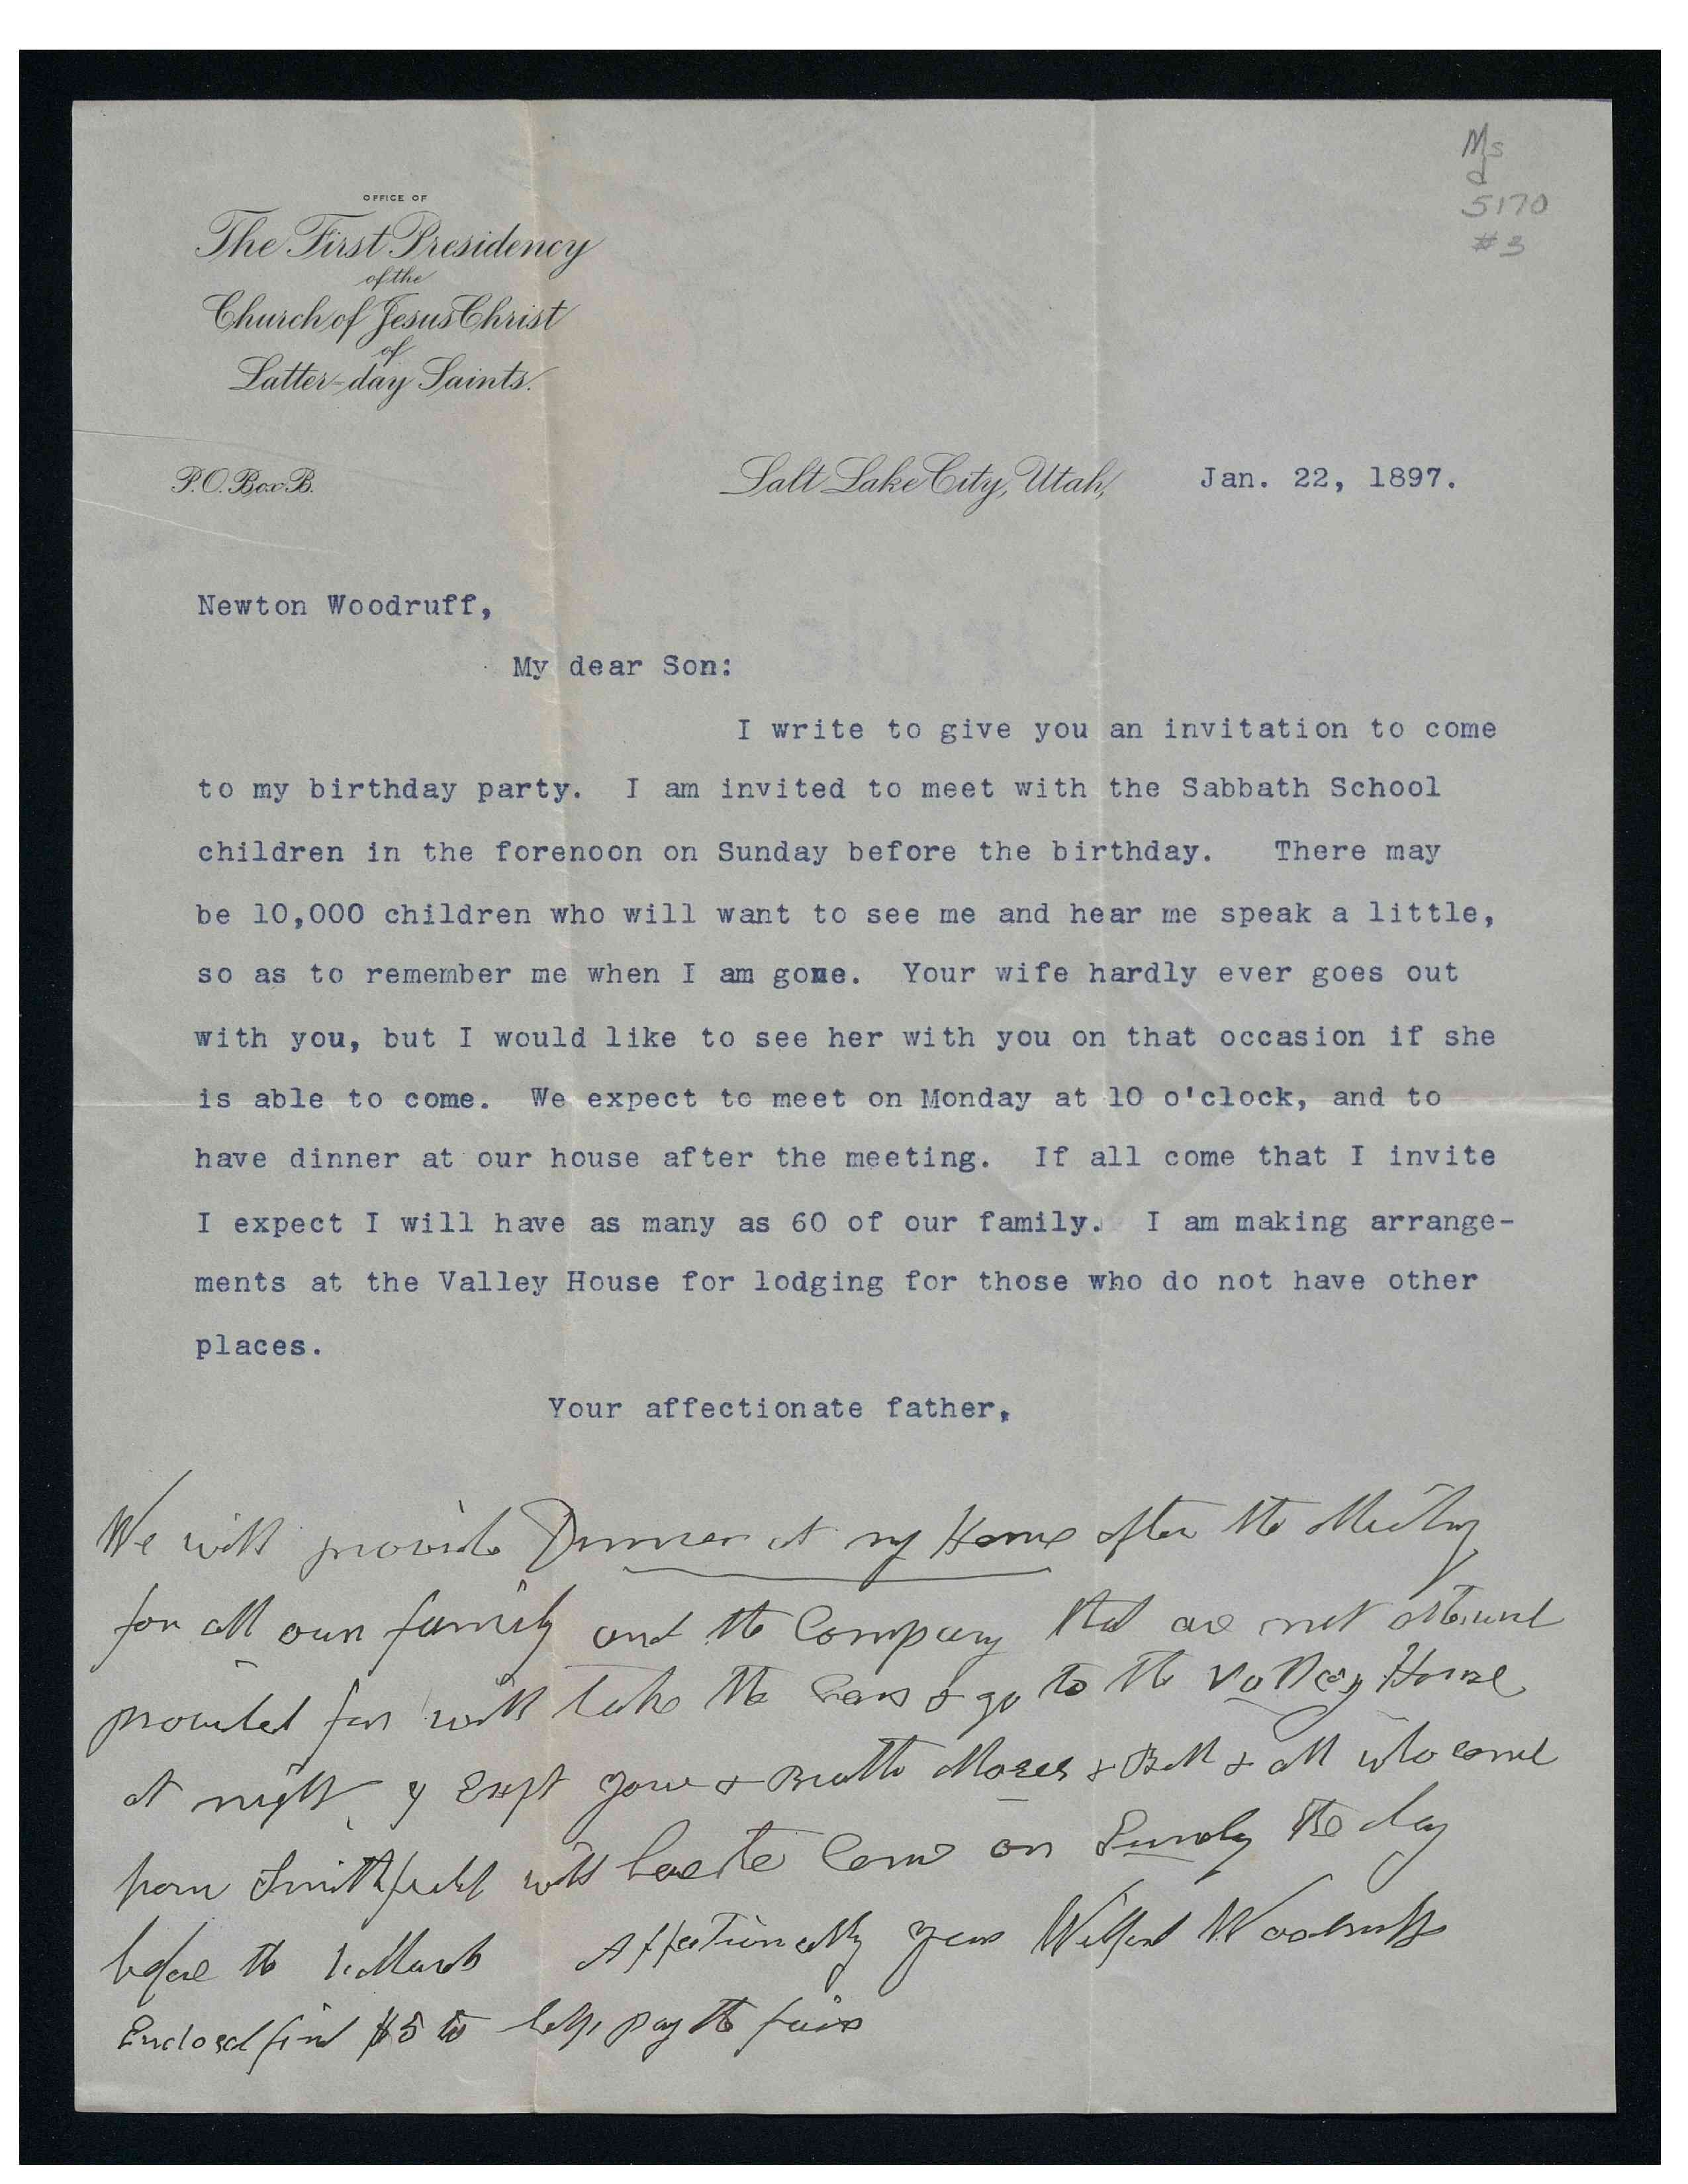 Ms
d
5170
#3
OFFICE OF
The First Presidency
of the
Church of Jesus Christ
of
Latter-day Saints.
P.O. Box B.
Salt Lake City, Utah, Jan. 22, 1897.
Newton Woodruff,
My dear Son:
I write to give you an invitation to come
to my birthday party. I am invited to meet with the Sabbath School
children in the forenoon on Sunday before the birthday. There may
be 10,000 children who will want to see me and hear me speak a little,
so as to remember me when I am gone. Your wife hardly ever goes out
with you, but I would like to see her with you on that occasion if she
is able to come. We expect to meet on Monday at 10 o'clock, and to
have dinner at our house after the meeting. If all come that I invite
I expect I will have as many as 60 of our family. I am making arrange-
ments at the Valley House for lodging for those who do not have other
places.
Your affectionate father,
We will provide Dinner at my Home after the Meeting
for all our family and the Company that are not
provided for will take the Cars & go to the Valley House
at night & & all who come
from Smithfield will have to Come on Sunday the day
before the 1. March Affectionally yours Wilford Woodruff
Enclosed find $5 to help pay the fair